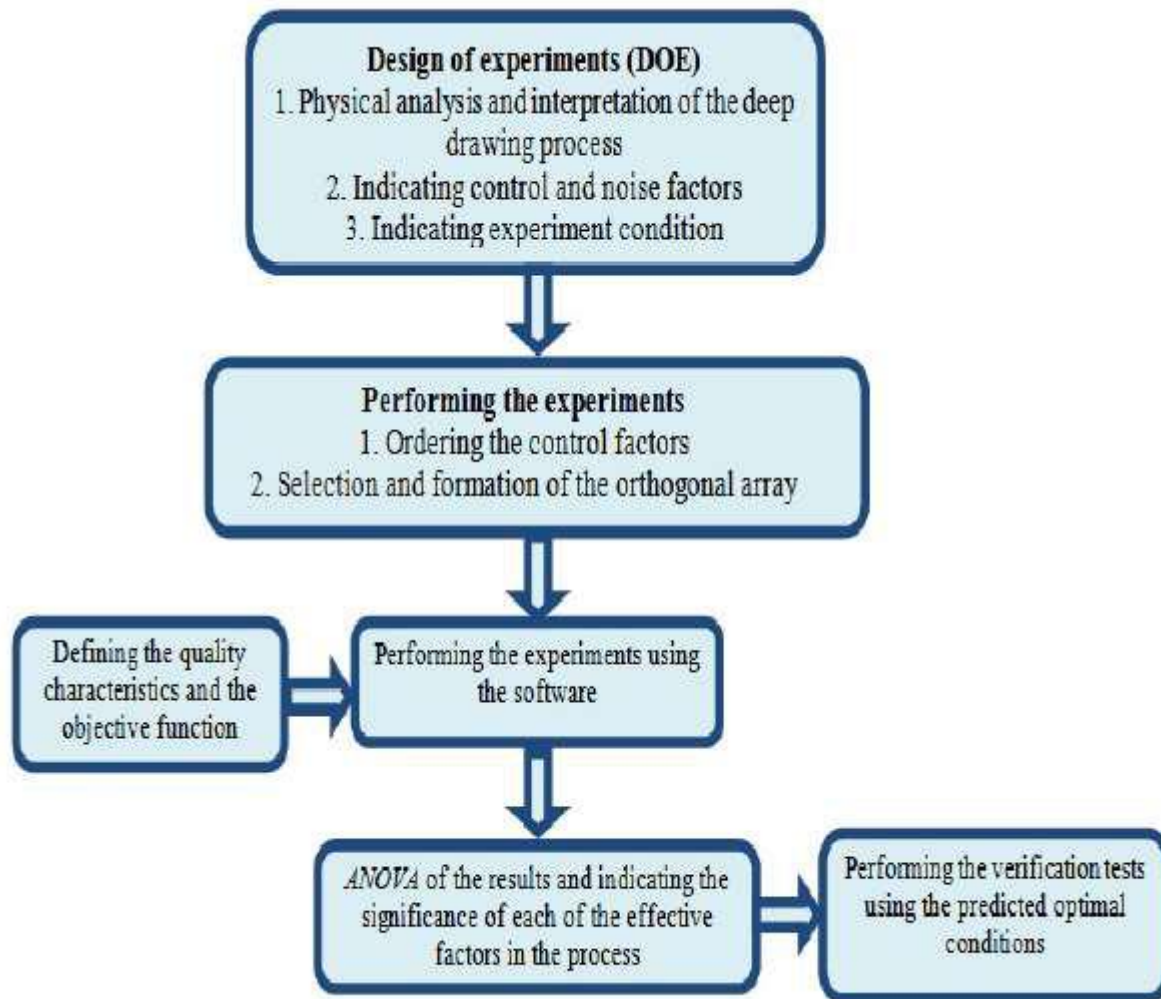 Design of experiments (DOE)
1. Physical analysis and interpretation of the deep
drawing process
2. Indicating control and noise factors
3. Indicating experiment condition
Performing the experiments
1. Ordering the control factors
2. Selection and formation of the orthogonal array
Defining the quality
characteristics and the
objective function
Performing the experiments using
the software
ANOVA of the results and indicating the
significance of each of the effective
factors in the process
Performing the verification tests
using the predicted optimal
conditions